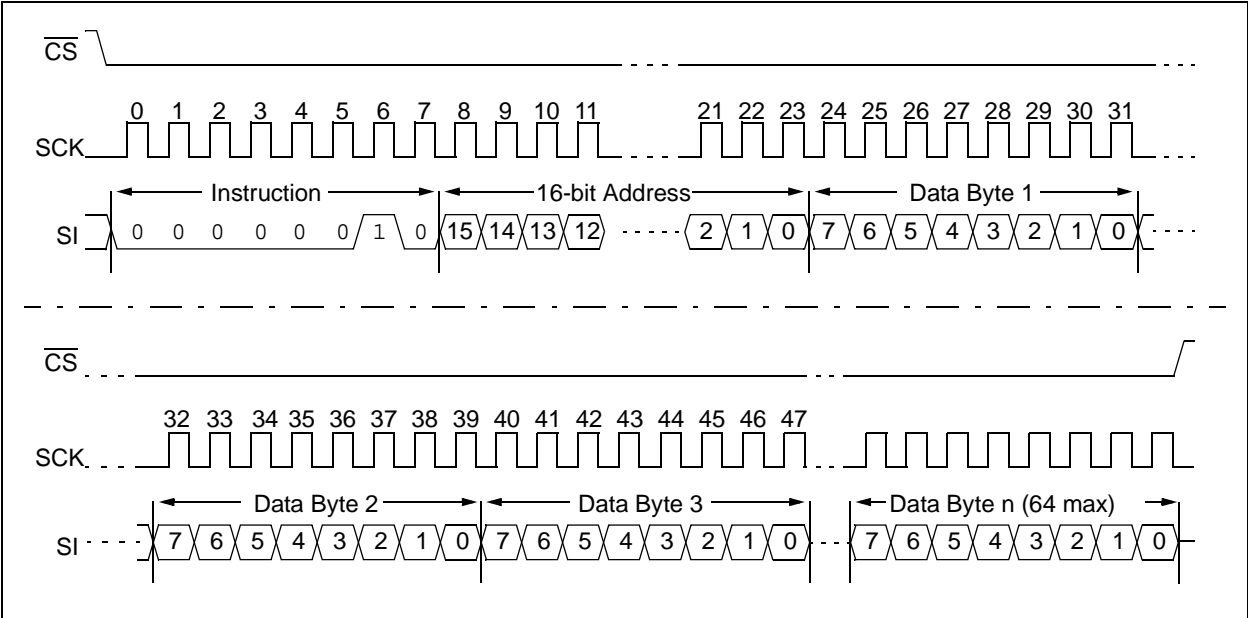 CS
0 1 2 3 4 5 6 7 8 9 10 11 21 22 23 24 25 26 27 28 29 30 31
SCK
Instruction 16-bit Address Data Byte 1
SI 0 0 0 0 0 0 1 0 15 14 13 12 2 1 0 7 6 5 4 3 2 1 0
CS
32 33 34 35 36 37 38 39 40 41 42 43 44 45 46 47
SCK
Data Byte 2 Data Byte 3 Data Byte n (64 max)
SI 7 6 5 4 3 2 1 0 7 6 5 4 3 2 1 0 7 6 5 4 3 2 1 0